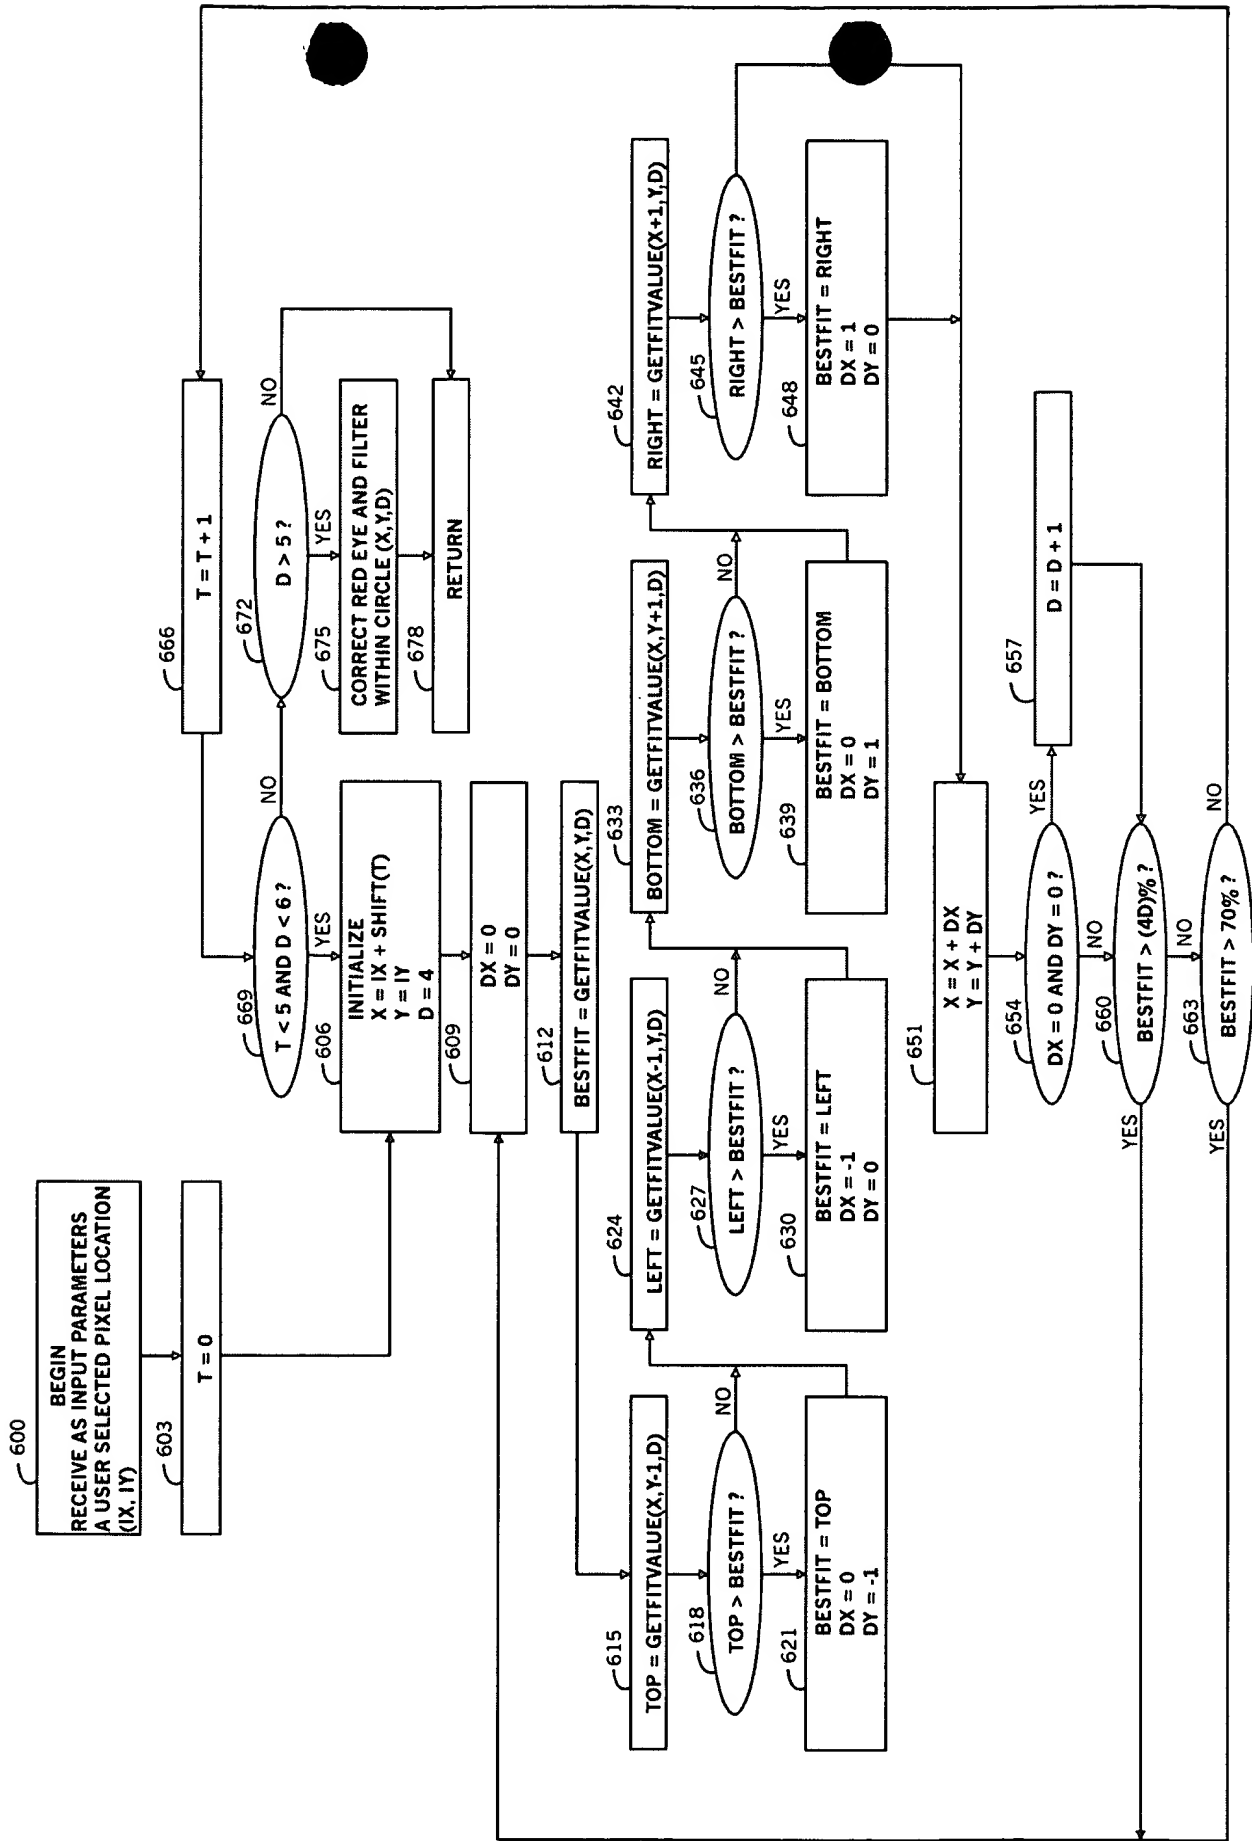 600
BEGIN
RECEIVE AS INPUT PARAMETERS
A USER SELECTED PIXEL LOCATION
(IX, IY)
603
T = 0
666
T = T + 1
669
T < 5 AND D < 6 ?
NO
YES
672
D > 5 ?
NO
YES
606
INITIALIZE
X = IX + SHIFT(T)
Y = IY
D = 4
675
CORRECT RED EYE AND FILTER
WITHIN CIRCLE (X,Y,D)
678
RETURN
609
DX = 0
DY = 0
612
BESTFIT = GETFITVALUE(X,Y,D)
615
TOP = GETFITVALUE(X,Y-1,D)
618
TOP > BESTFIT ?
NO
YES
621
BESTFIT = TOP
DX = 0
DY = -1
624
LEFT = GETFITVALUE(X-1,Y,D)
627
LEFT > BESTFIT ?
NO
YES
630
BESTFIT = LEFT
DX = -1
DY = 0
633
BOTTOM = GETFITVALUE(X,Y+1,D)
636
BOTTOM > BESTFIT ?
NO
YES
639
BESTFIT = BOTTOM
DX = 0
DY = 1
642
RIGHT = GETFITVALUE(X+1,Y,D)
645
RIGHT > BESTFIT ?
YES
648
BESTFIT = RIGHT
DX = 1
DY = 0
651
X = X + DX
Y = Y + DY
654
DX = 0 AND DY = 0 ?
YES
NO
657
D = D + 1
660
BESTFIT > (4D)% ?
YES
NO
663
BESTFIT > 70% ?
YES
NO